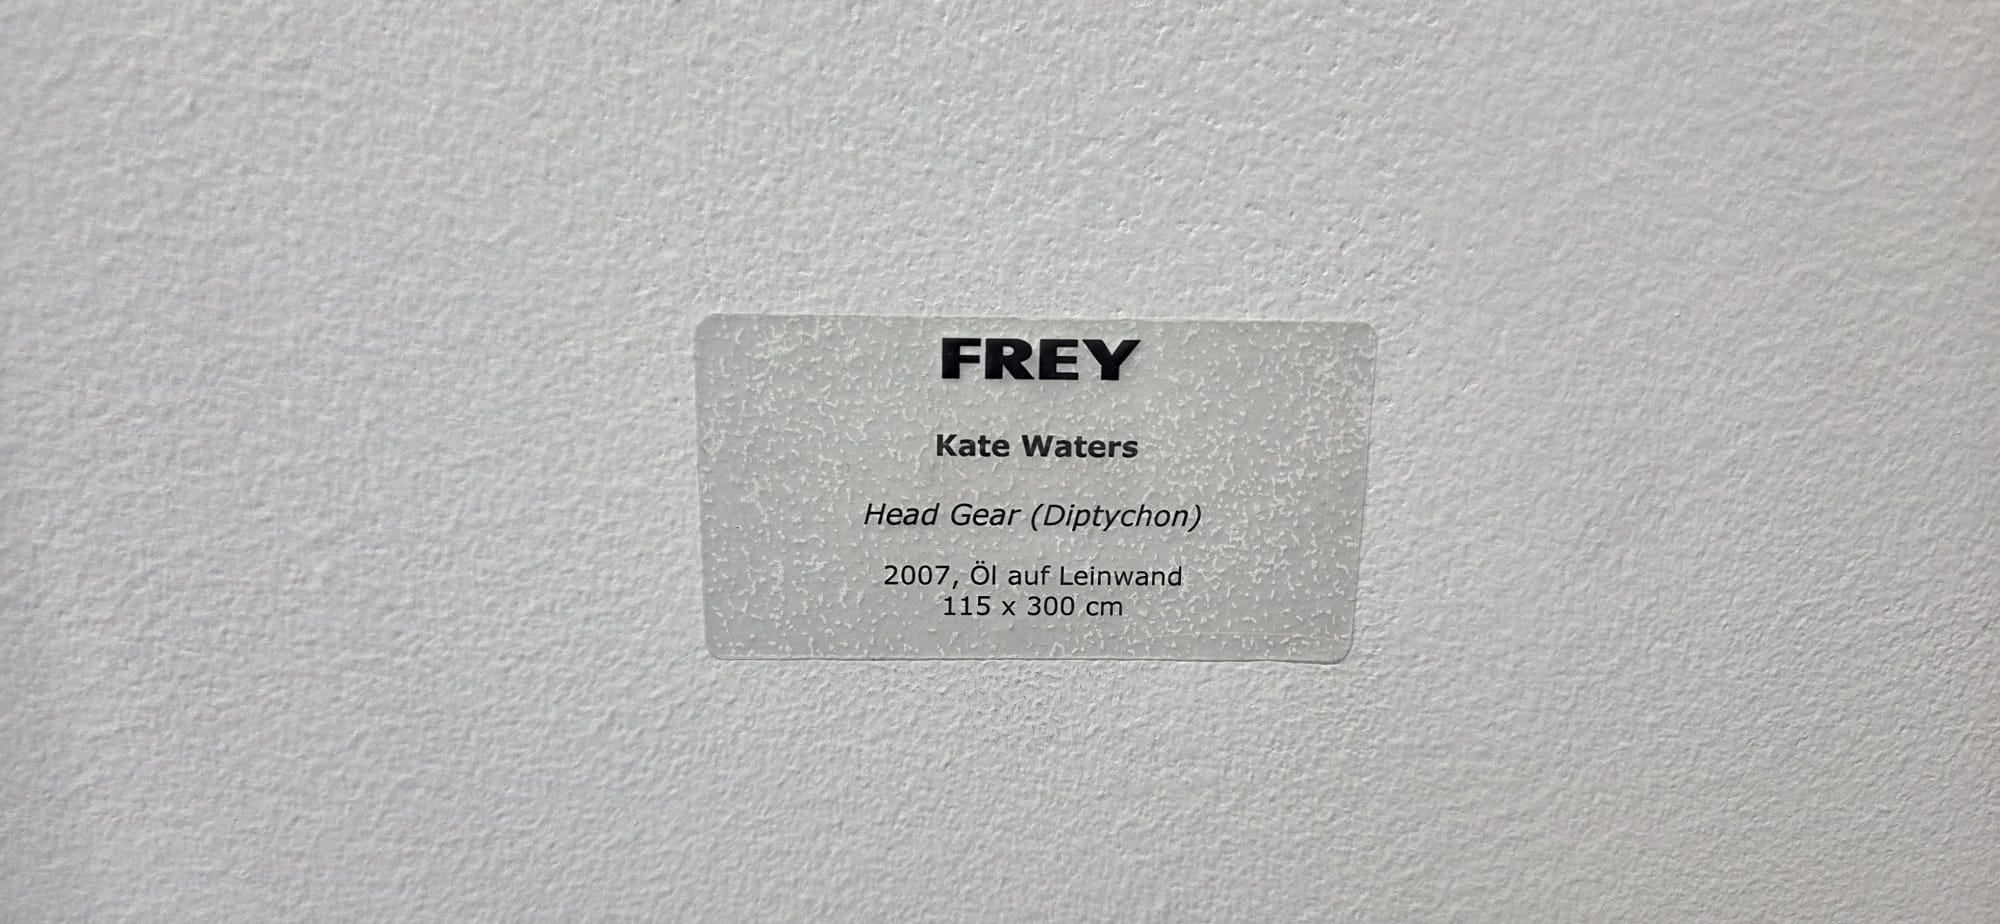 FREY
Kate Waters
Head Gear (Diptychon)
2007, Öl auf Leinwand
115 x 300 cm